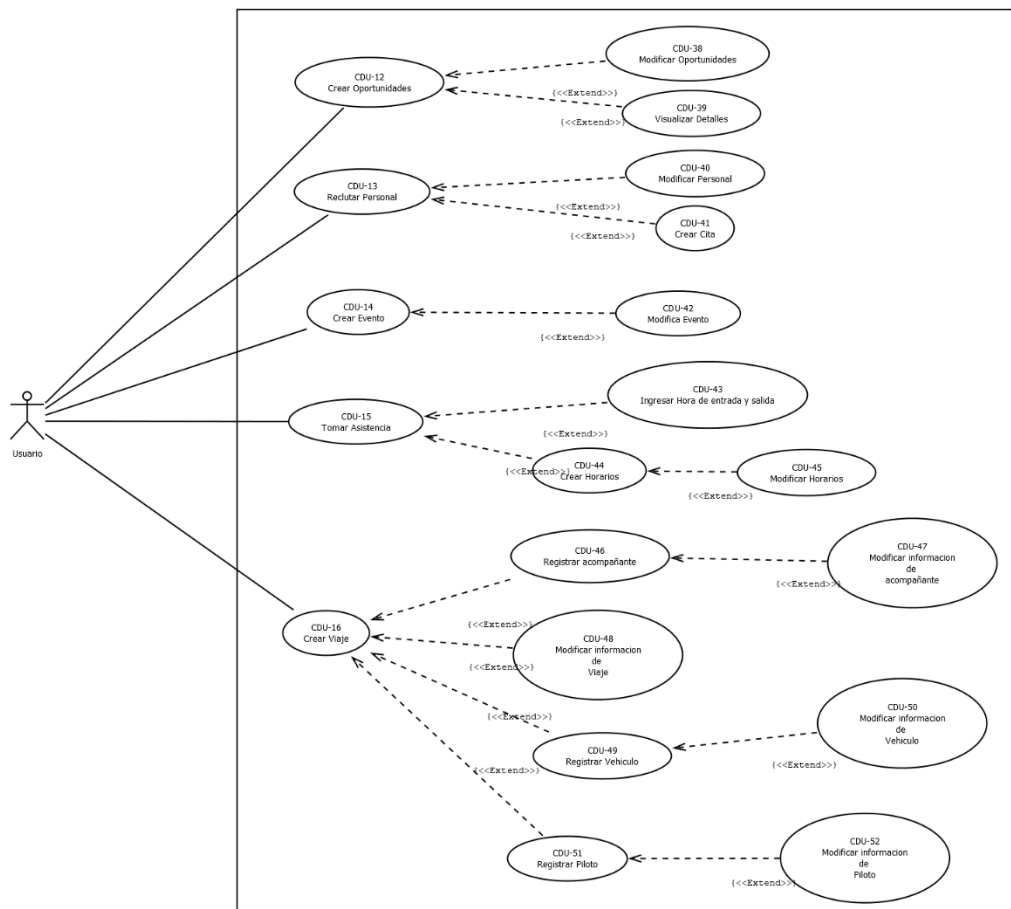 CDU-38
Modificar Oportunidades
CDU-12
Crear Oportunidades
{<<Extend>>}
CDU-39
Visualizar Detalles
{<<Extend>>}
CDU-40
Modificar Personal
CDU-13
Reclutar Personal
{<<Extend>>}
CDU-41
Crear Cita
{<<Extend>>}
CDU-14
Crear Evento
CDU-42
Modifica Evento
{<<Extend>>}
CDU-43
Ingresar Hora de entrada y salida
CDU-15
Tomar Asistencia
{<<Extend>>}
Usuario
CDU-44
Crear Horarios
{<<Extend>>}
CDU-45
Modificar Horarios
{<<Extend>>}
CDU-46
Registrar acompañante
CDU-47
Modificar informacion
de
acompañante
{<<Extend>>}
CDU-16
Crear Viaje
{<<Extend>>}
CDU-48
Modificar informacion
de
Viaje
{<<Extend>>}
CDU-50
Modificar informacion
de
Vehiculo
{<<Extend>>}
CDU-49
Registrar Vehiculo
{<<Extend>>}
{<<Extend>>}
CDU-51
Registrar Piloto
CDU-52
Modificar informacion
de
Piloto
{<<Extend>>}